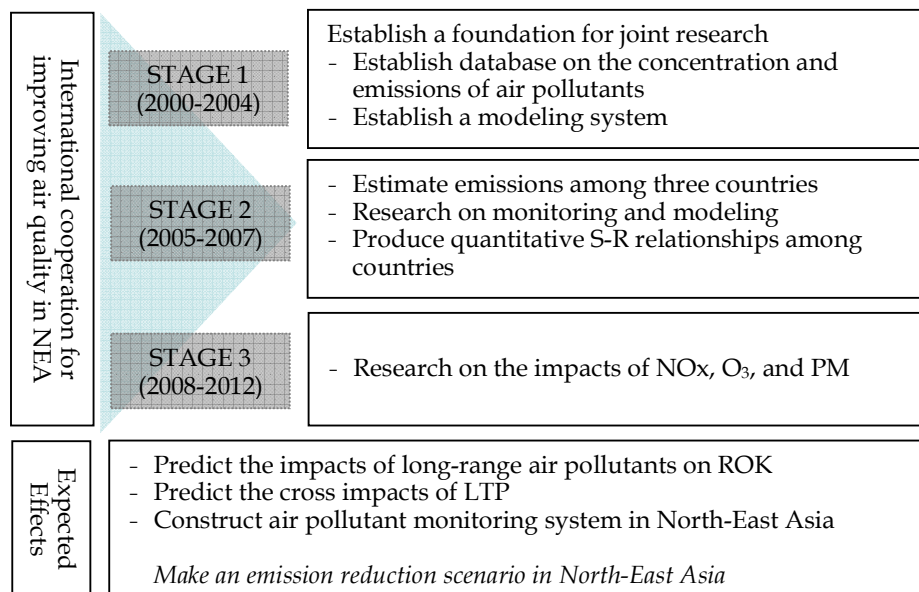 International cooperation for
improving air quality in NEA
STAGE 1
(2000-2004)
Establish a foundation for joint research
- Establish database on the concentration and
emissions of air pollutants
- Establish a modeling system
STAGE 2
(2005-2007)
- Estimate emissions among three countries
- Research on monitoring and modeling
- Produce quantitative S-R relationships among
countries
STAGE 3
(2008-2012)
- Research on the impacts of NOx, O₃, and PM
Expected
Effects
- Predict the impacts of long-range air pollutants on ROK
- Predict the cross impacts of LTP
- Construct air pollutant monitoring system in North-East Asia
Make an emission reduction scenario in North-East Asia